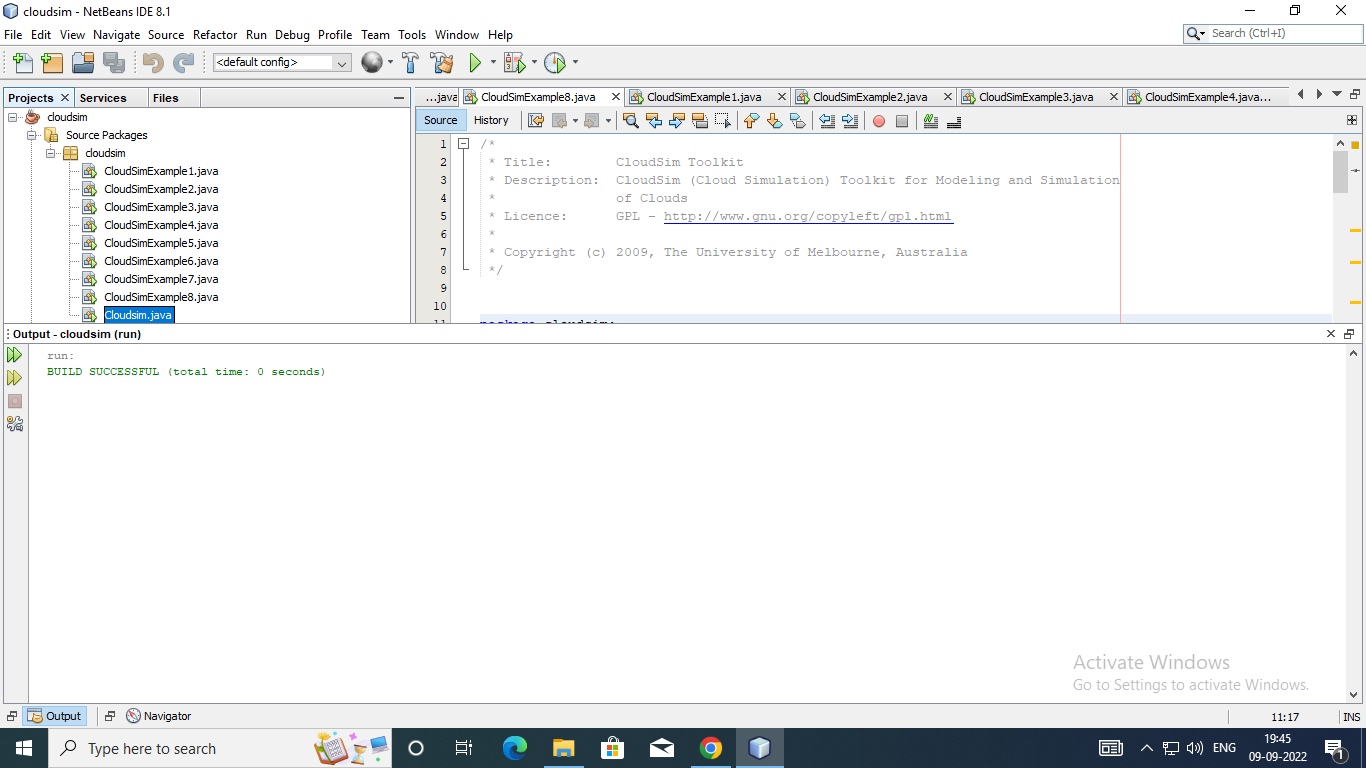 cloudsim - NetBeans IDE 8.1
File Edit View Navigate Source Refactor Run Debug Profile Team Tools Window Help
Search (Ctrl+I)
<default config>
Projects Services Files
cloudsim
Source Packages
cloudsim
CloudSimExample1.java
CloudSimExample2.java
CloudSimExample3.java
CloudSimExample4.java
CloudSimExample5.java
CloudSimExample6.java
CloudSimExample7.java
CloudSimExample8.java
Cloudsim.java
...java CloudSimExample8.java CloudSimExample1.java CloudSimExample2.java CloudSimExample3.java CloudSimExample4.java...
Source History
1 /*
2 * Title: CloudSim Toolkit
3 * Description: CloudSim (Cloud Simulation) Toolkit for Modeling and Simulation
4 * of Clouds
5 * Licence: GPL - http://www.gnu.org/copyleft/gpl.html
6 *
7 * Copyright (c) 2009, The University of Melbourne, Australia
8 */
9
10
11 package cloudsim;
Output - cloudsim (run)
run:
BUILD SUCCESSFUL (total time: 0 seconds)
Activate Windows
Go to Settings to activate Windows.
Output Navigator
11:17 INS
Type here to search
ENG
19:45
09-09-2022
1